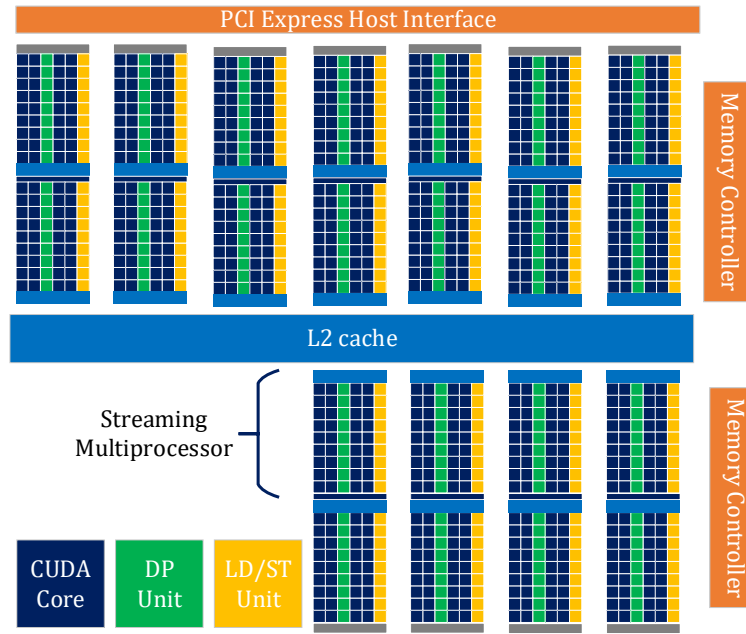 PCI Express Host Interface
Memory Controller
L2 cache
Streaming
Multiprocessor
Memory Controller
CUDA
Core
DP
Unit
LD/ST
Unit